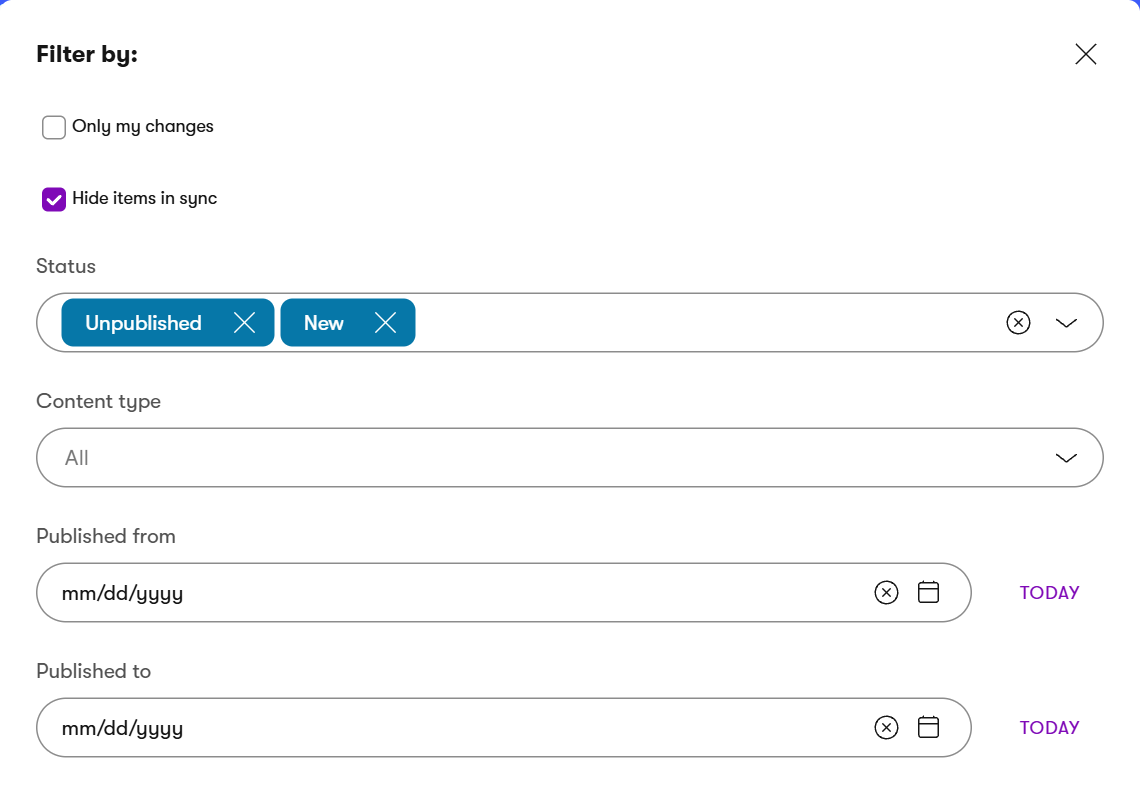 Filter by:
Only my changes
Hide items in sync
Status
Unpublished New
Content type
All
Published from
mm/dd/yyyy TODAY
Published to
mm/dd/yyyy TODAY